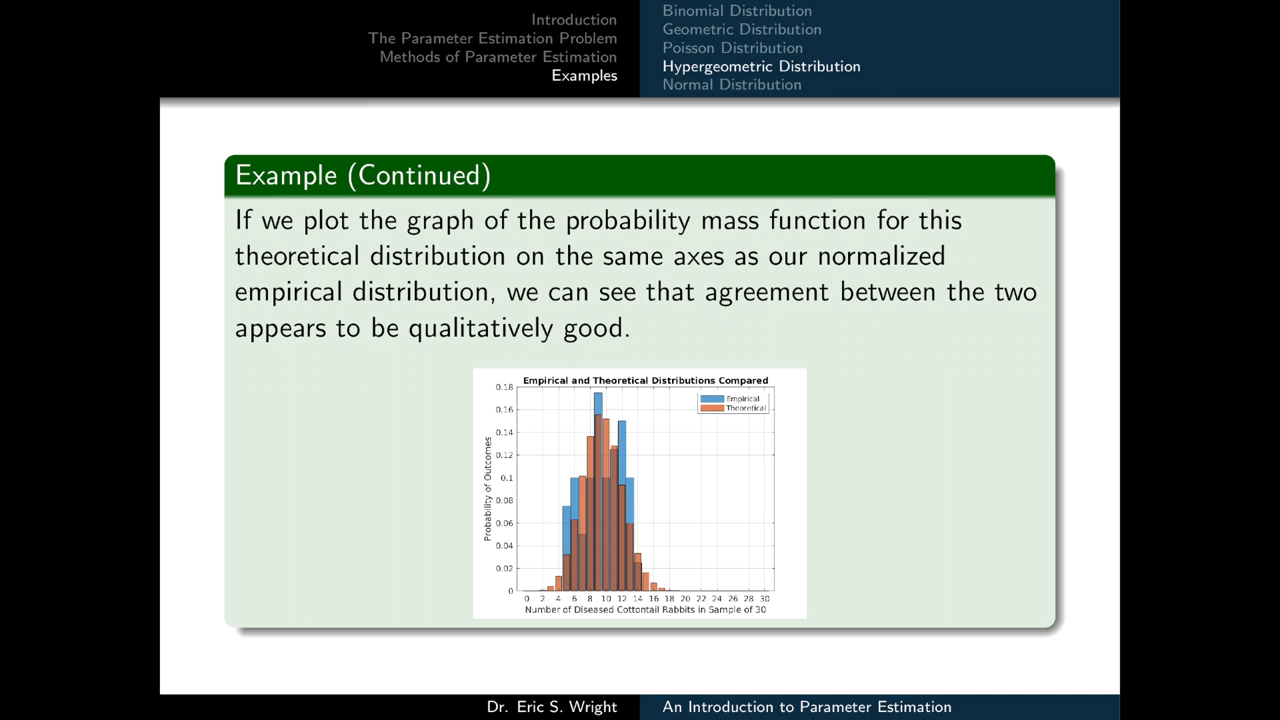 Introduction
The Parameter Estimation Problem
Methods of Parameter Estimation
Examples
Binomial Distribution
Geometric Distribution
Poisson Distribution
Hypergeometric Distribution
Normal Distribution
Example (Continued)
If we plot the graph of the probability mass function for this
theoretical distribution on the same axes as our normalized
empirical distribution, we can see that agreement between the two
appears to be qualitatively good.
Empirical and Theoretical Distributions Compared
Empirical
Theoretical
Probability of Outcomes
0.18
0.16
0.14
0.12
0.1
0.08
0.06
0.04
0.02
0
0 2 4 6 8 10 12 14 16 18 20 22 24 26 28 30
Number of Diseased Cottontail Rabbits in Sample of 30
Dr. Eric S. Wright
An Introduction to Parameter Estimation